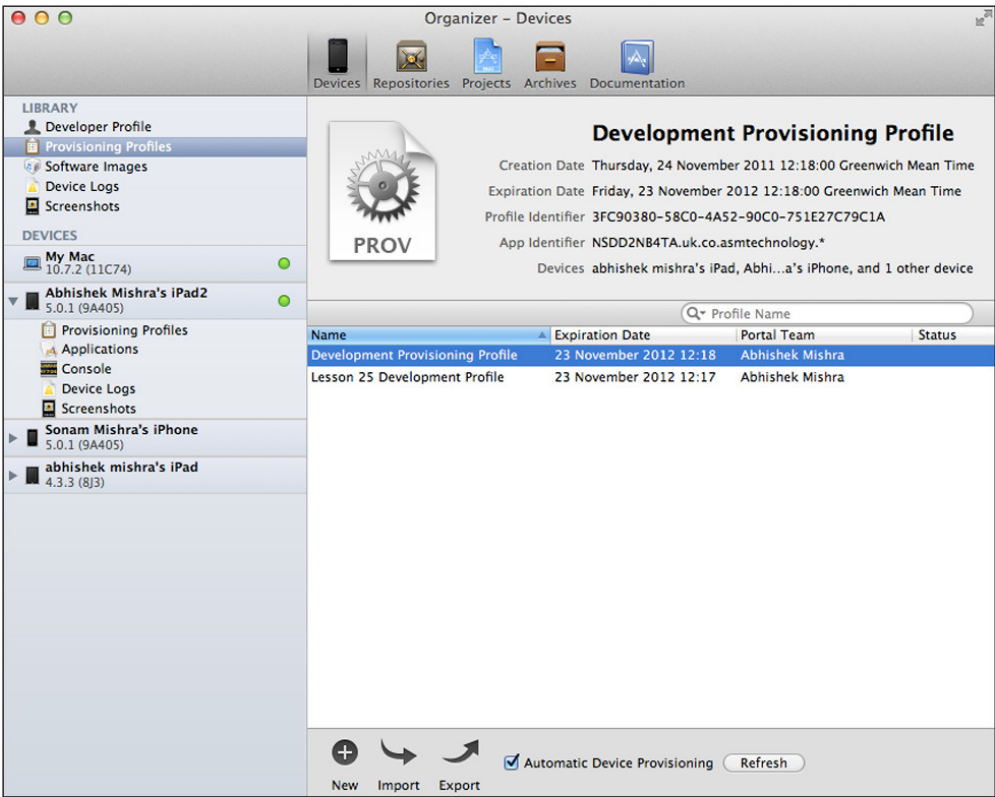 Organizer – Devices
Devices Repositories Projects Archives Documentation
LIBRARY
Developer Profile
Provisioning Profiles
Software Images
Device Logs
Screenshots
DEVICES
My Mac
10.7.2 (11C74)
Abhishek Mishra's iPad2
5.0.1 (9A405)
Provisioning Profiles
Applications
Console
Device Logs
Screenshots
Sonam Mishra's iPhone
5.0.1 (9A405)
abhishek mishra's iPad
4.3.3 (8J3)
PROV
Development Provisioning Profile
Creation Date Thursday, 24 November 2011 12:18:00 Greenwich Mean Time
Expiration Date Friday, 23 November 2012 12:18:00 Greenwich Mean Time
Profile Identifier 3FC90380-58C0-4A52-90C0-751E27C79C1A
App Identifier NSDD2NB4TA.uk.co.asmtechnology.*
Devices abhishek mishra's iPad, Abhi...a's iPhone, and 1 other device
Profile Name
Name Expiration Date Portal Team Status
Development Provisioning Profile 23 November 2012 12:18 Abhishek Mishra
Lesson 25 Development Profile 23 November 2012 12:17 Abhishek Mishra
New Import Export Automatic Device Provisioning Refresh